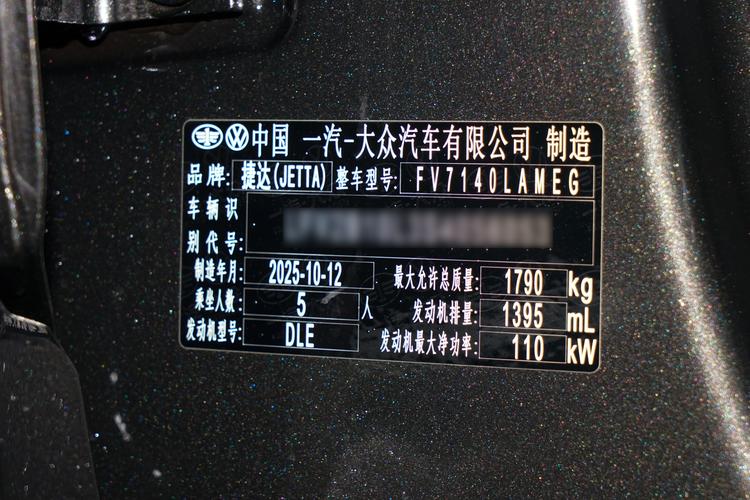 中国 一汽-大众汽车有限公司 制造
品牌: 捷达(JETTA) 整车型号: FV7140LAMEG
车辆识
别代号:
制造年月: 2025-10-12 最大允许总质量: 1790 kg
乘坐人数: 5 人 发动机排量: 1395 mL
发动机型号: DLE 发动机最大净功率: 110 kW